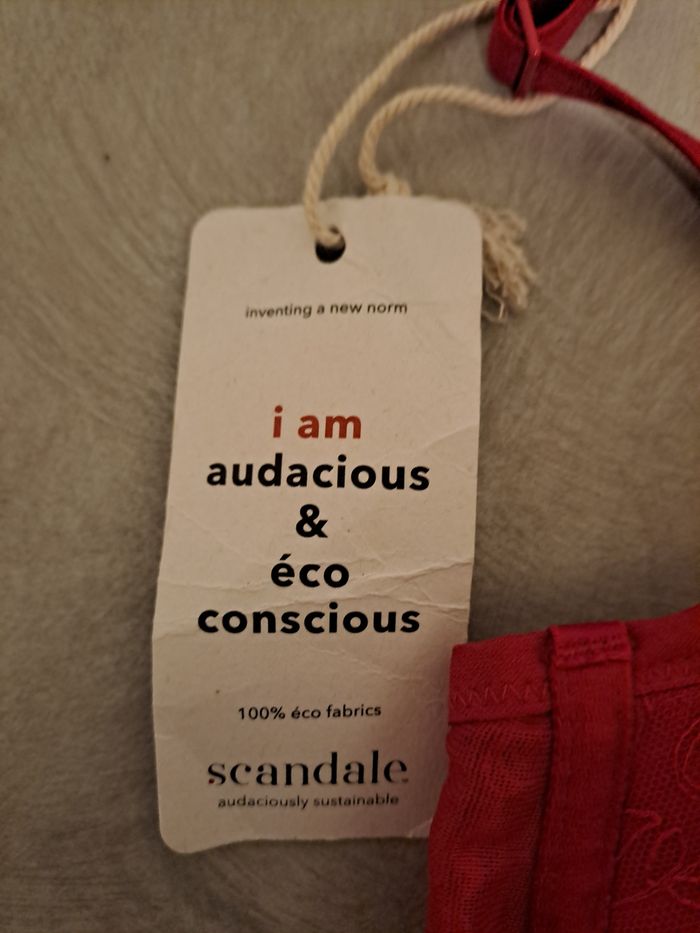 inventing a new norm
i am
audacious
&
éco
conscious
100% éco fabrics
scandale
audaciously sustainable